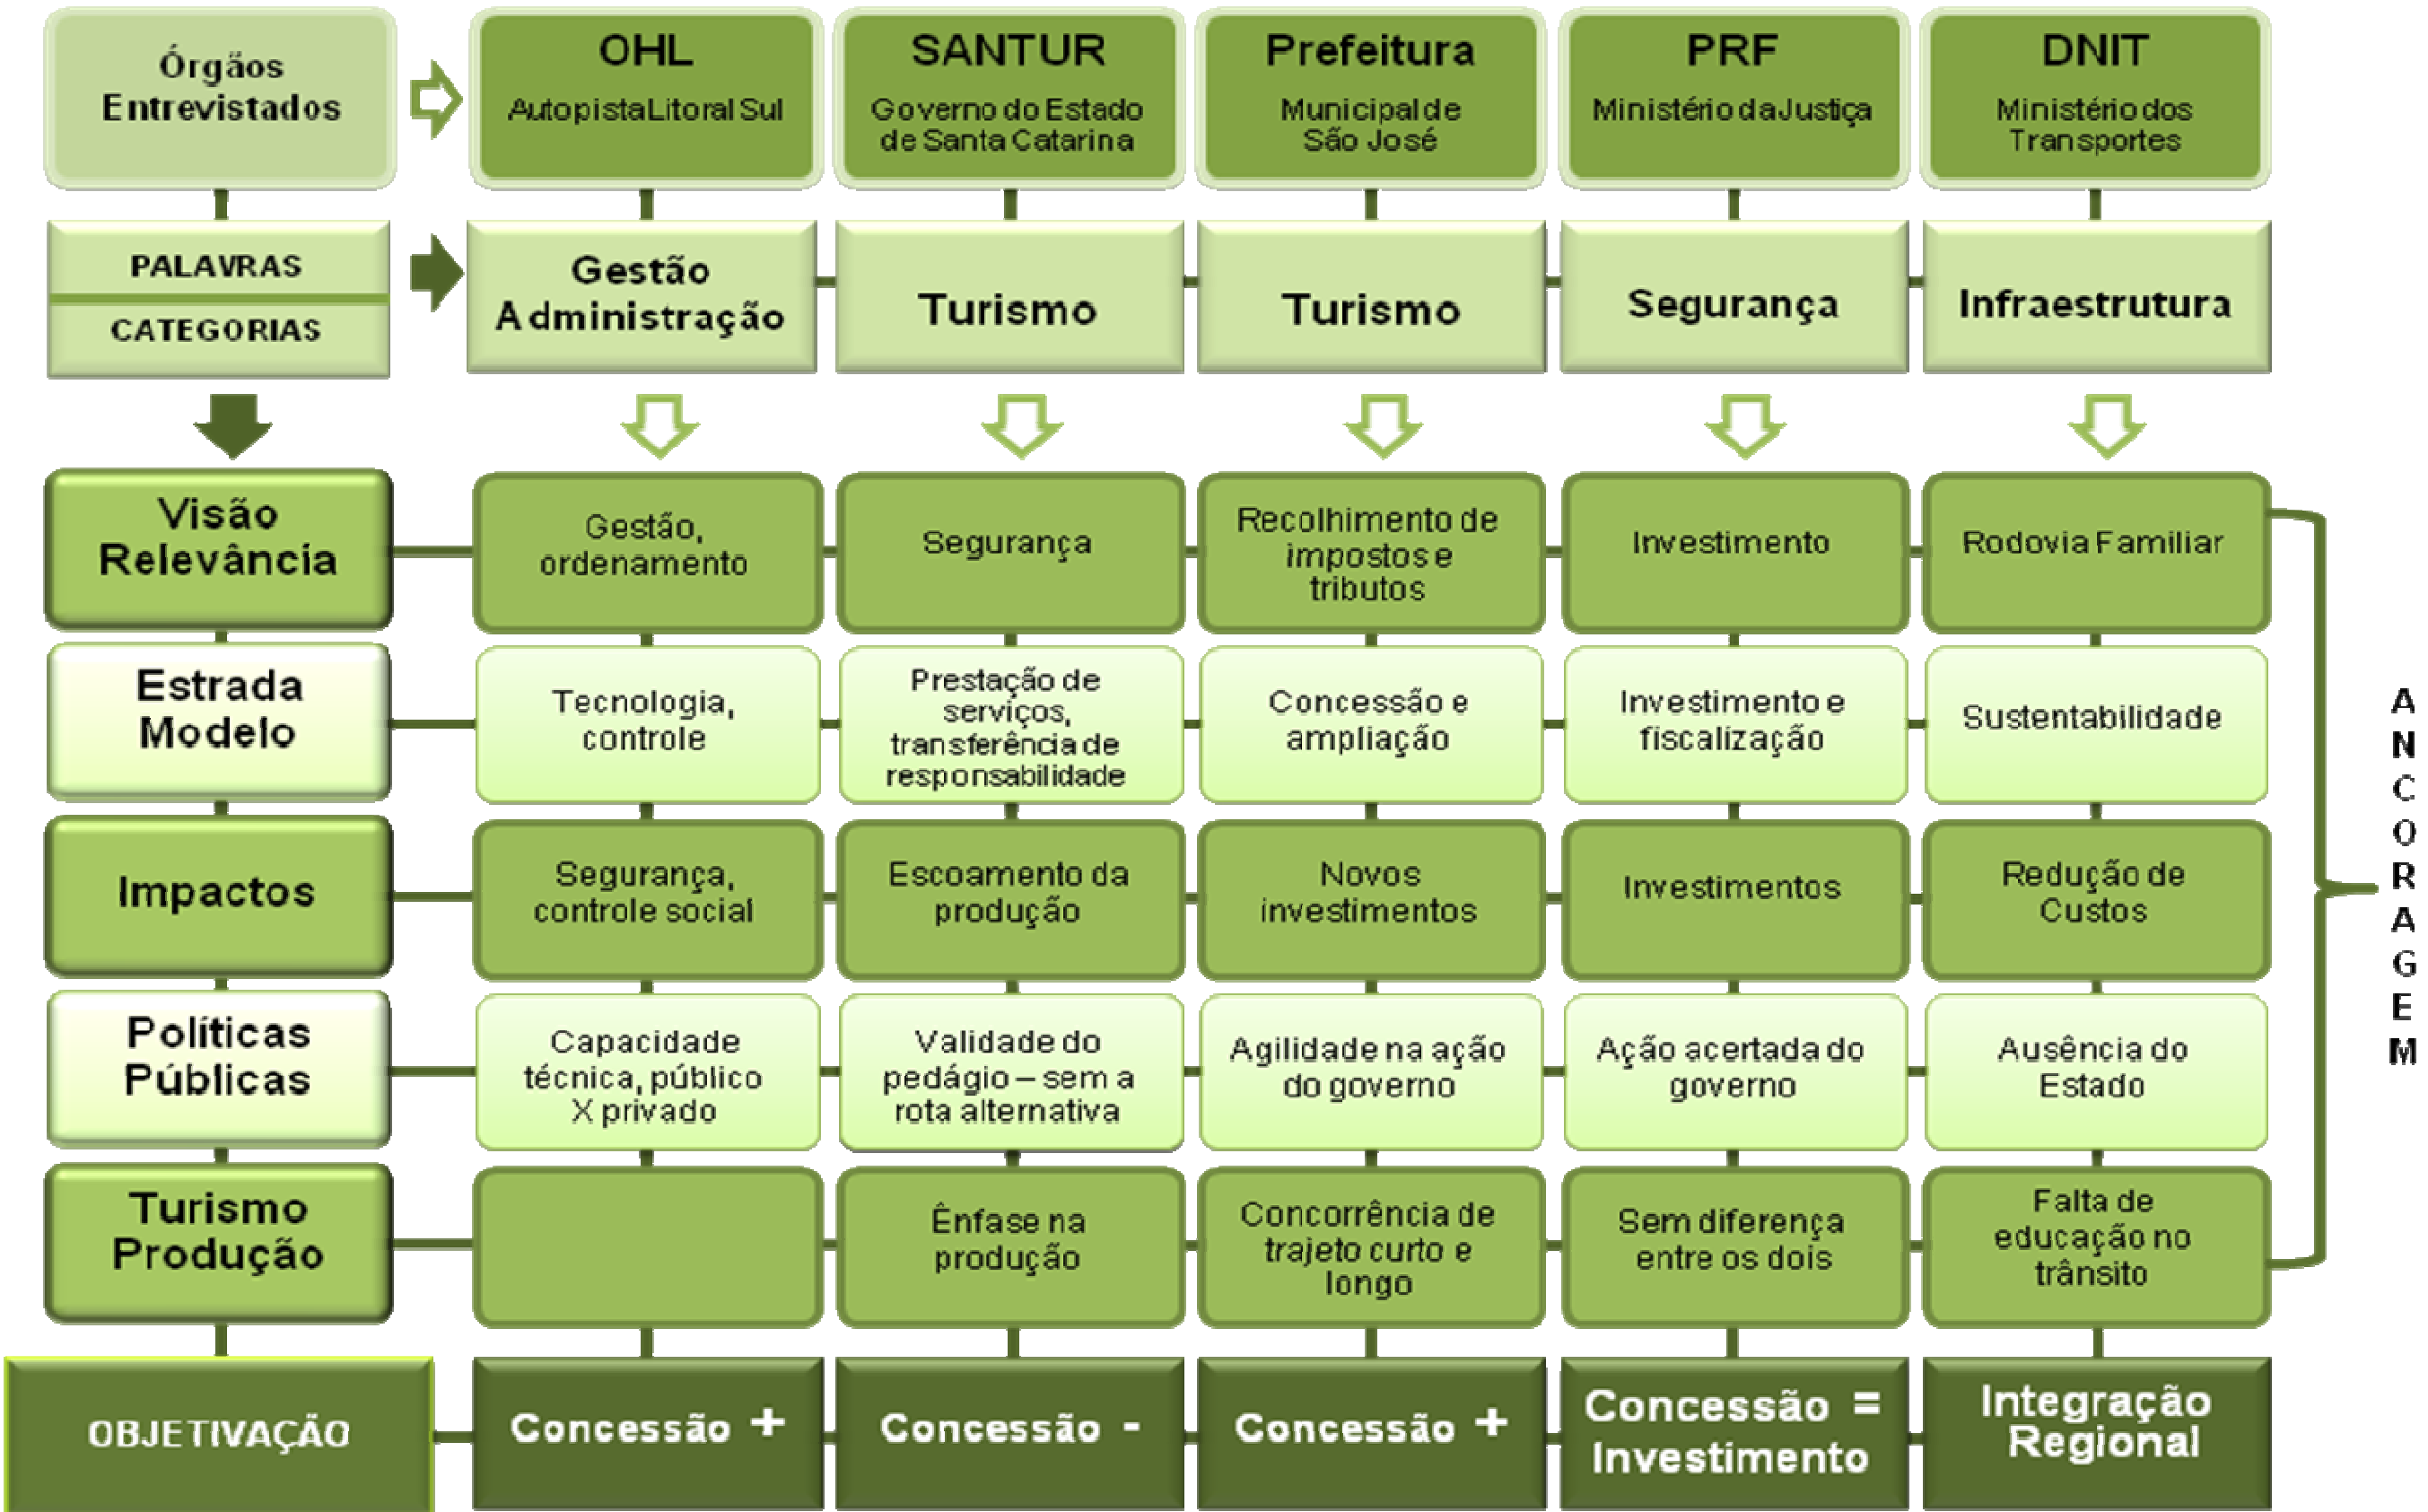 Órgãos
Entrevistados
OHL
Autopista Litoral Sul
SANTUR
Governo do Estado
de Santa Catarina
Prefeitura
Municipal de
São José
PRF
Ministério da Justiça
DNIT
Ministério dos
Transportes
PALAVRAS
CATEGORIAS
Gestão
Administração
Turismo
Turismo
Segurança
Infraestrutura
Visão
Relevância
Gestão,
ordenamento
Segurança
Recolhimento de
impostos e
tributos
Investimento
Rodovia Familiar
Estrada
Modelo
Tecnologia,
controle
Prestação de
serviços,
transferência de
responsabilidade
Concessão e
ampliação
Investimento e
fiscalização
Sustentabilidade
Impactos
Segurança,
controle social
Escoamento da
produção
Novos
investimentos
Investimentos
Redução de
Custos
Políticas
Públicas
Capacidade
técnica, público
X privado
Validade do
pedágio – sem a
rota alternativa
Agilidade na ação
do governo
Ação acertada do
governo
Ausência do
Estado
Turismo
Produção
Ênfase na
produção
Concorrência de
trajeto curto e
longo
Sem diferença
entre os dois
Falta de
educação no
trânsito
ANCORAGEM
OBJETIVAÇÃO
Concessão +
Concessão -
Concessão +
Concessão =
Investimento
Integração
Regional